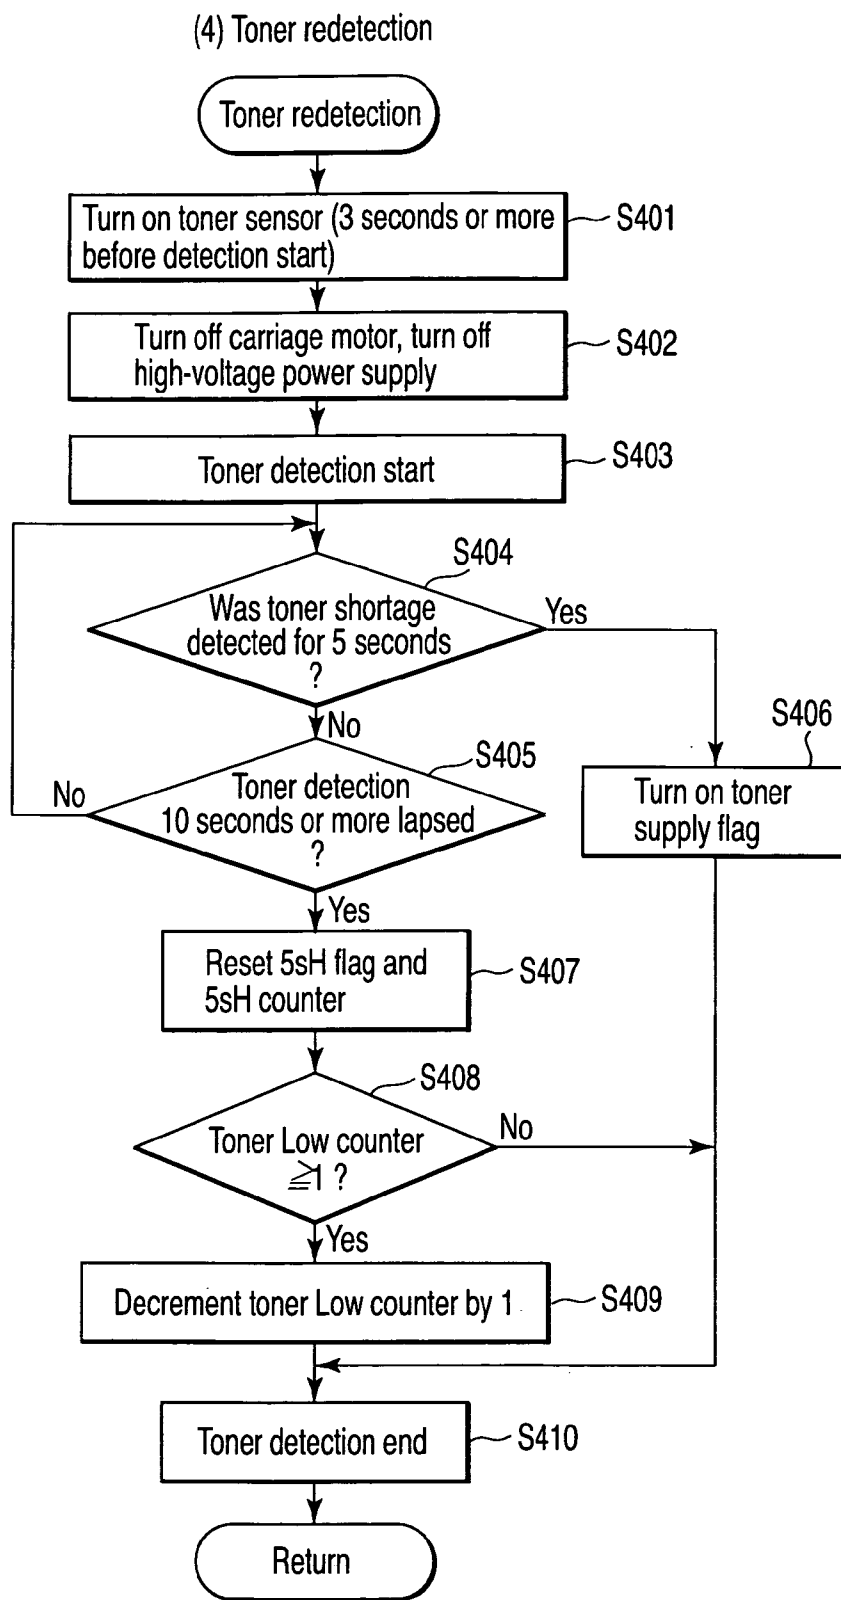 (4) Toner redetection
Toner redetection
Turn on toner sensor (3 seconds or more
before detection start)
S401
Turn off carriage motor, turn off
high-voltage power supply
S402
Toner detection start
S403
S404
Was toner shortage
detected for 5 seconds
?
Yes
No
S406
Turn on toner
supply flag
S405
Toner detection
10 seconds or more lapsed
?
No
Yes
Reset 5sH flag and
5sH counter
S407
S408
Toner Low counter
≧1 ?
No
Yes
Decrement toner Low counter by 1
S409
Toner detection end
S410
Return